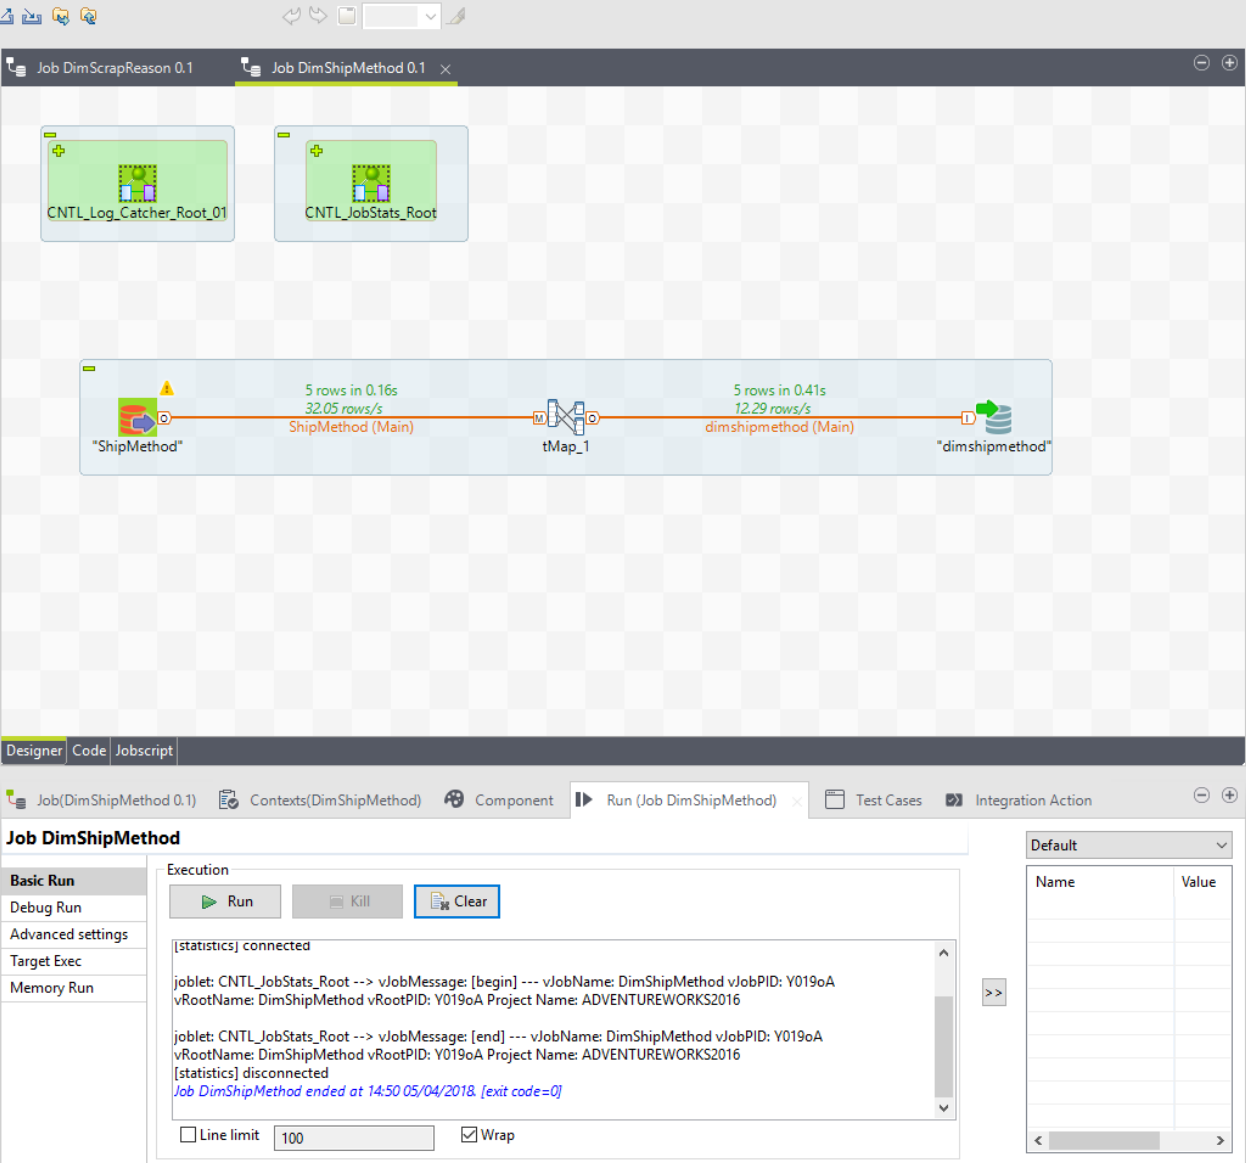 Job DimScrapReason 0.1
Job DimShipMethod 0.1
CNTL_Log_Catcher_Root_01
CNTL_JobStats_Root
5 rows in 0.16s
32.05 rows/s
ShipMethod (Main)
5 rows in 0.41s
12.29 rows/s
dimshipmethod (Main)
O
M
O
I
"ShipMethod"
tMap_1
"dimshipmethod"
Designer
Code
Jobscript
Job(DimShipMethod 0.1)
Contexts(DimShipMethod)
Component
Run (Job DimShipMethod)
Test Cases
Integration Action
Job DimShipMethod
Default
Basic Run
Debug Run
Advanced settings
Target Exec
Memory Run
Execution
Run
Kill
Clear
Name
Value
[statistics] connected
joblet: CNTL_JobStats_Root --> vJobMessage: [begin] --- vJobName: DimShipMethod vJobPID: Y019oA
vRootName: DimShipMethod vRootPID: Y019oA Project Name: ADVENTUREWORKS2016
joblet: CNTL_JobStats_Root --> vJobMessage: [end] --- vJobName: DimShipMethod vJobPID: Y019oA
vRootName: DimShipMethod vRootPID: Y019oA Project Name: ADVENTUREWORKS2016
[statistics] disconnected
Job DimShipMethod ended at 14:50 05/04/2018. [exit code=0]
>>
Line limit
100
Wrap